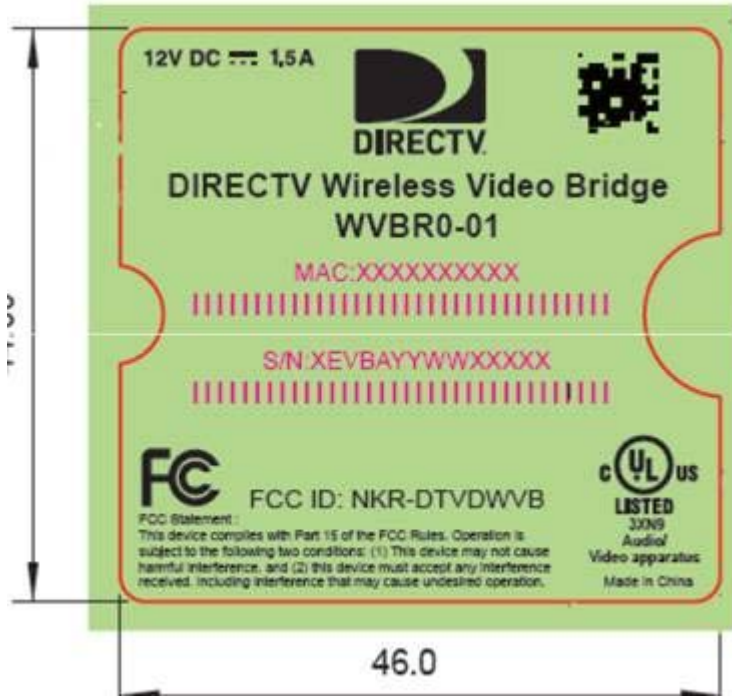 12V DC ⎓ 1,5A
DIRECTV
DIRECTV Wireless Video Bridge
WVBR0-01
MAC:XXXXXXXXXX
S/N:XEVBAYYWWXXXXX
FC
FCC ID: NKR-DTVDWVB
FCC Statement :
This device complies with Part 15 of the FCC Rules. Operation is
subject to the following two conditions: (1) This device may not cause
harmful interference, and (2) this device must accept any interference
received, including interference that may cause undesired operation.
C UL US
LISTED
3XN9
Audio/
Video apparatus
Made in China
46.0